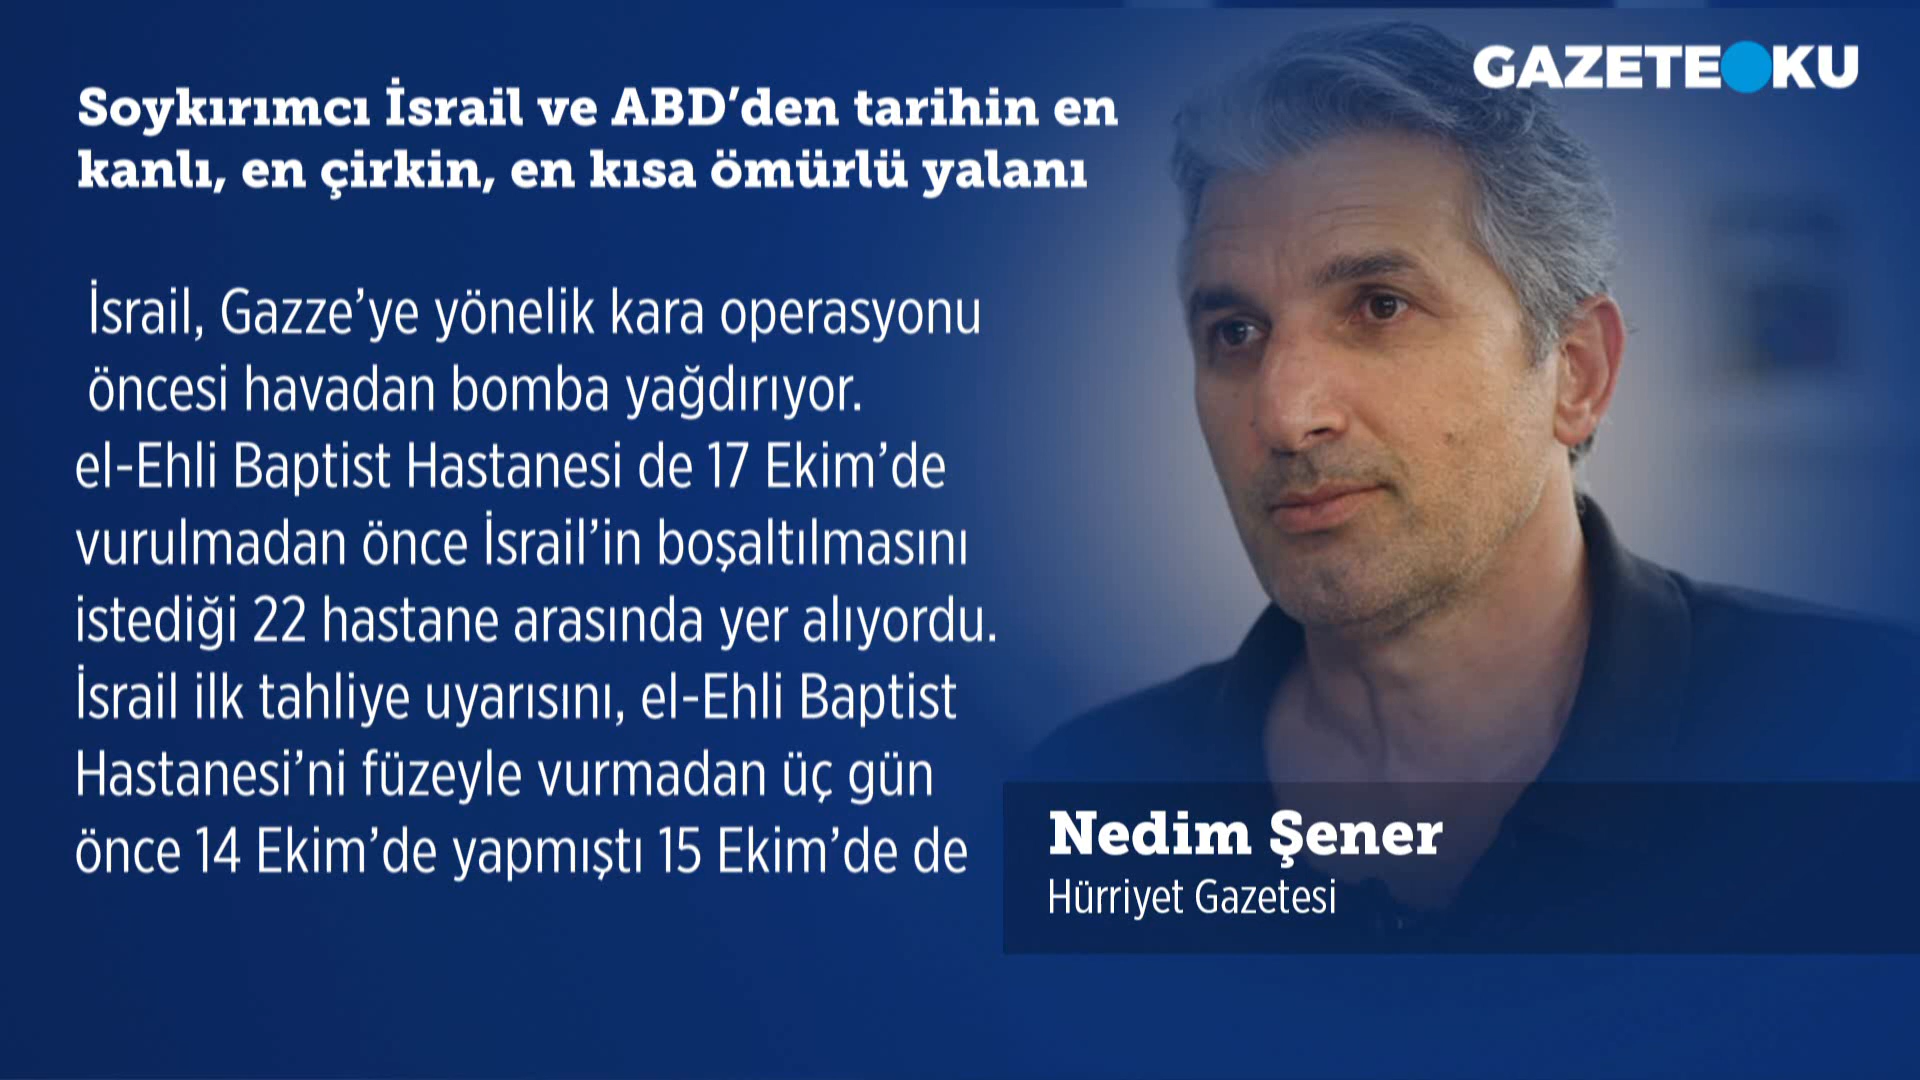 GAZETEOKU
Soykırımcı İsrail ve ABD’den tarihin en
kanlı, en çirkin, en kısa ömürlü yalanı
İsrail, Gazze’ye yönelik kara operasyonu
öncesi havadan bomba yağdırıyor.
el-Ehli Baptist Hastanesi de 17 Ekim’de
vurulmadan önce İsrail’in boşaltılmasını
istediği 22 hastane arasında yer alıyordu.
İsrail ilk tahliye uyarısını, el-Ehli Baptist
Hastanesi’ni füzeyle vurmadan üç gün
önce 14 Ekim’de yapmıştı 15 Ekim’de de
Nedim Şener
Hürriyet Gazetesi